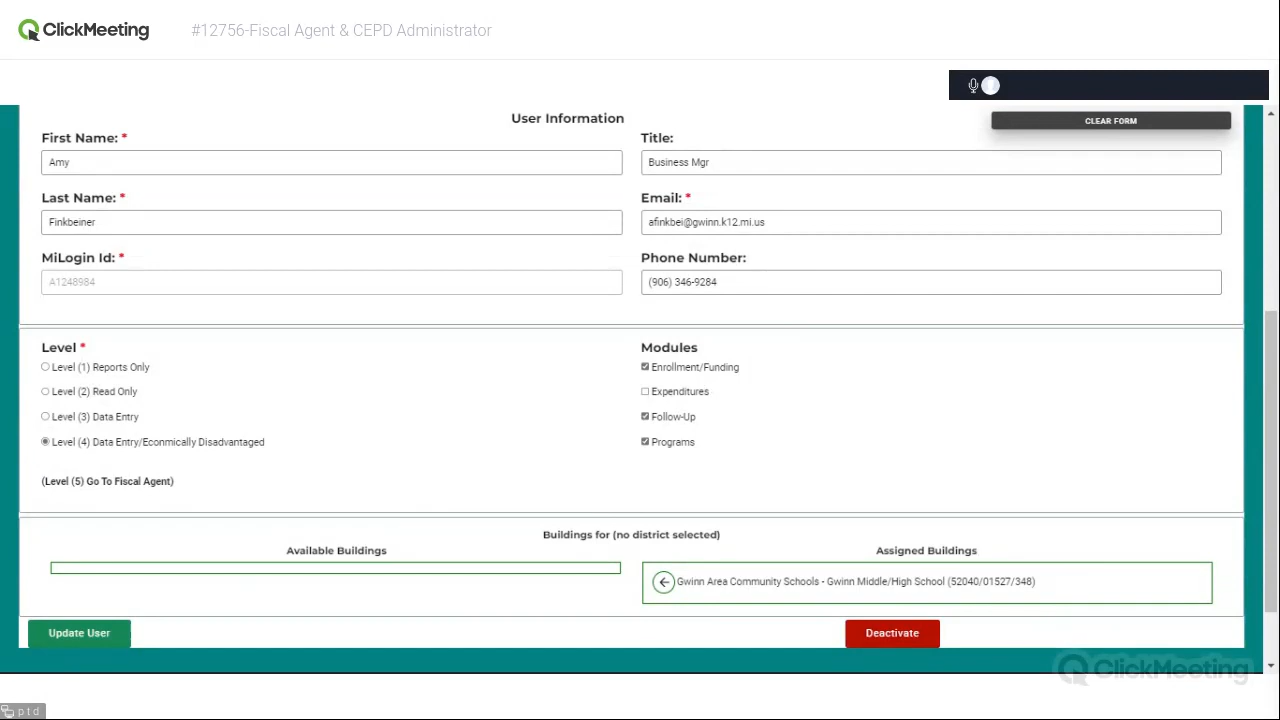 ClickMeeting #12756-Fiscal Agent & CEPD Administrator
User Information
CLEAR FORM
First Name: * Title:
Amy Business Mgr
Last Name: * Email: *
Finkbeiner afinkbei@gwinn.k12.mi.us
MiLogin Id: * Phone Number:
A1248984 (906) 346-9284
Level * Modules
Level (1) Reports Only Enrollment/Funding
Level (2) Read Only Expenditures
Level (3) Data Entry Follow-Up
Level (4) Data Entry/Econmically Disadvantaged Programs
(Level (5) Go To Fiscal Agent)
Buildings for (no district selected)
Available Buildings Assigned Buildings
Gwinn Area Community Schools - Gwinn Middle/High School (52040/01527/348)
Update User Deactivate
ClickMeeting
ptd